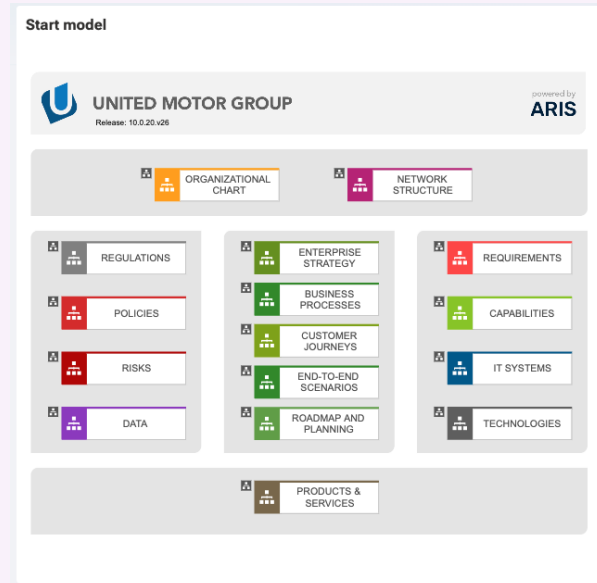 Start model
UNITED MOTOR GROUP
Release: 10.0.20.v26
powered by
ARIS
ORGANIZATIONAL
CHART
NETWORK
STRUCTURE
REGULATIONS
POLICIES
RISKS
DATA
ENTERPRISE
STRATEGY
BUSINESS
PROCESSES
CUSTOMER
JOURNEYS
END-TO-END
SCENARIOS
ROADMAP AND
PLANNING
REQUIREMENTS
CAPABILITIES
IT SYSTEMS
TECHNOLOGIES
PRODUCTS &
SERVICES